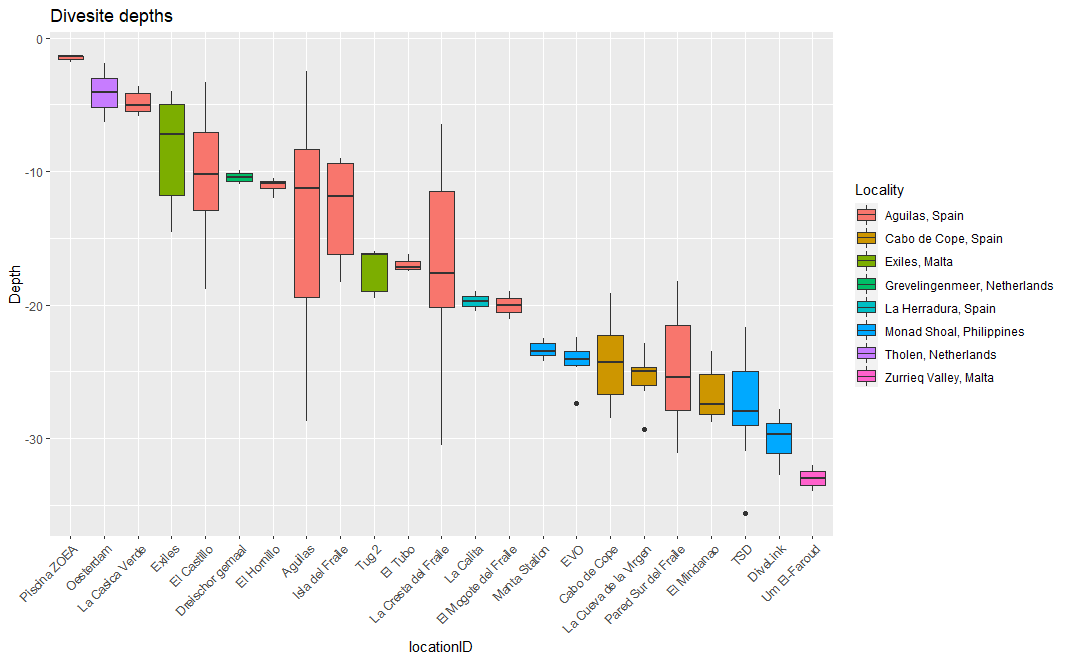 Divesite depths
0
-10
-20
-30
Depth
Piscina ZOEA
Oesterdam
La Casica Verde
Exiles
El Castillo
Dreischor gemaal
El Hornillo
Aguilas
Isla del Fraile
Tug 2
El Tubo
La Cresta del Fraile
La Calita
El Mogote del Fraile
Manta Station
EVO
Cabo de Cope
La Cueva de la Virgen
Pared Sur del Fraile
El Mindanao
TSD
DiveLink
Um El-Faroud
locationID
Locality
Aguilas, Spain
Cabo de Cope, Spain
Exiles, Malta
Grevelingenmeer, Netherlands
La Herradura, Spain
Monad Shoal, Philippines
Tholen, Netherlands
Zurrieq Valley, Malta